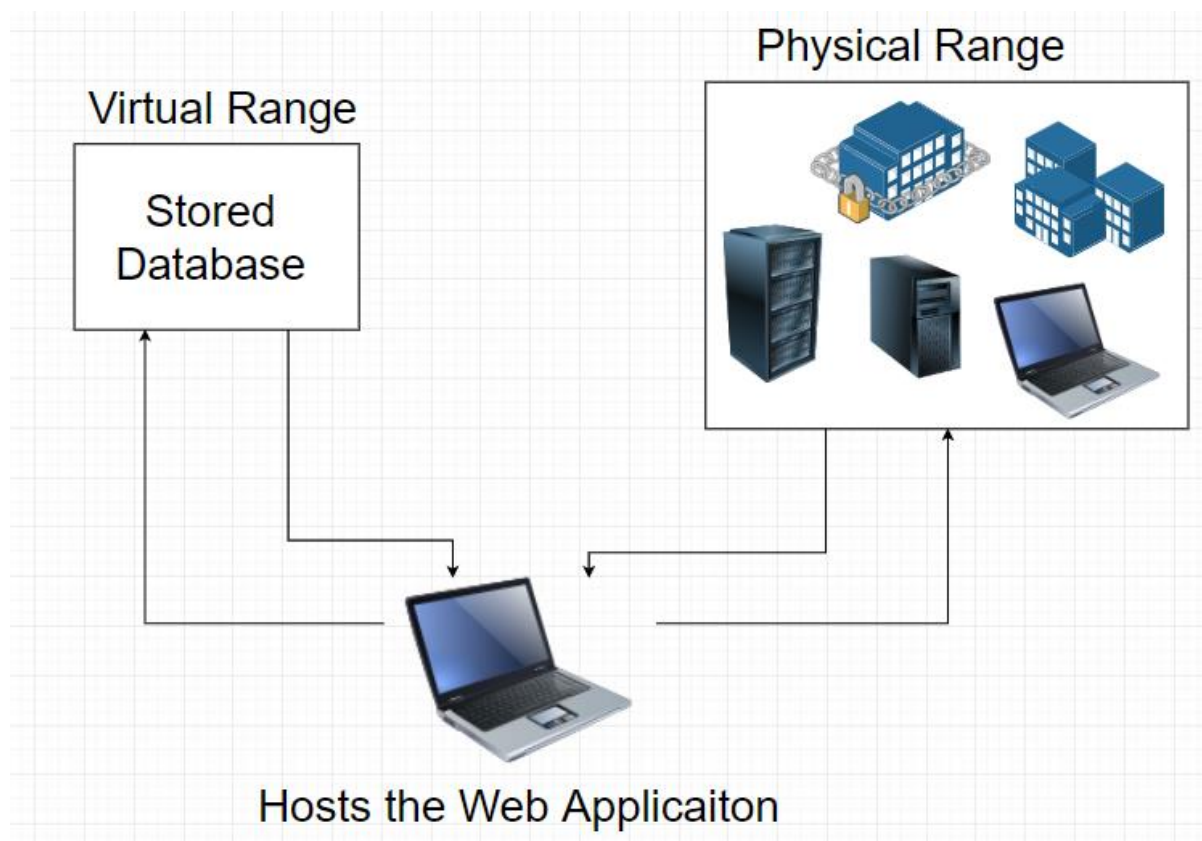 Physical Range
Virtual Range
Stored
Database
Hosts the Web Applicaiton